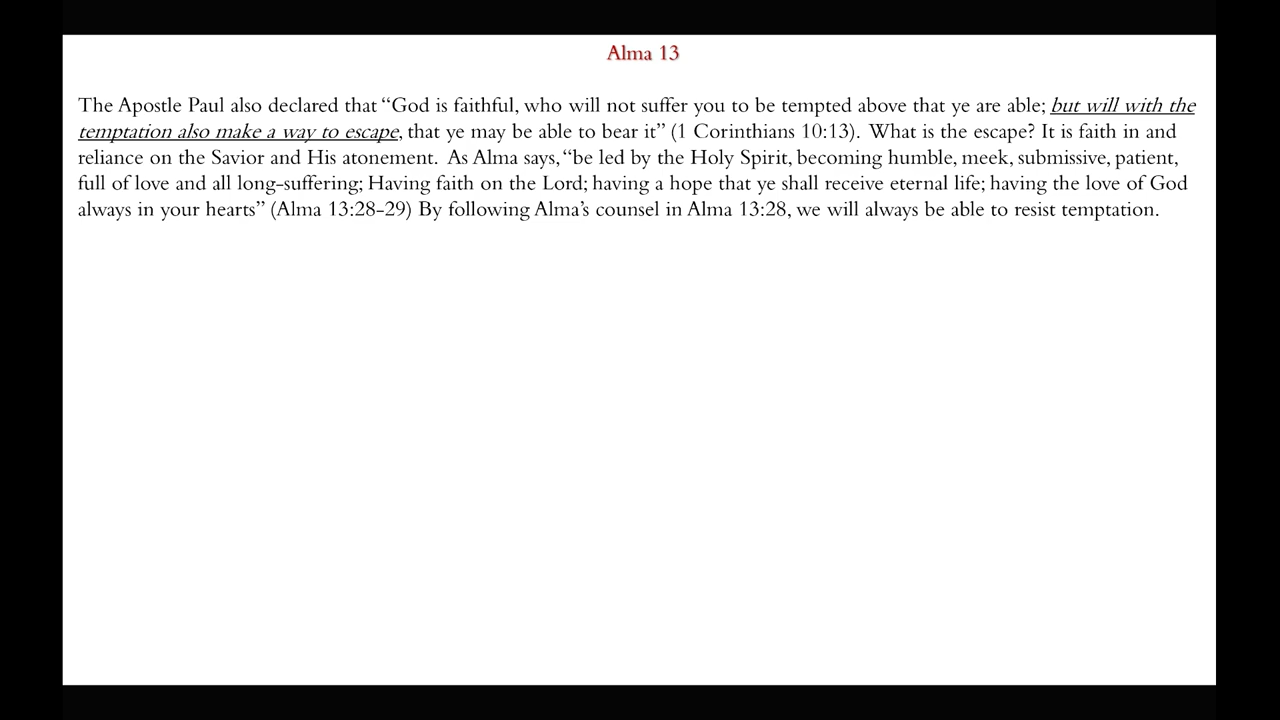 Alma 13
The Apostle Paul also declared that “God is faithful, who will not suffer you to be tempted above that ye are able; but will with the
temptation also make a way to escape, that ye may be able to bear it” (1 Corinthians 10:13).  What is the escape? It is faith in and
reliance on the Savior and His atonement.  As Alma says, “be led by the Holy Spirit, becoming humble, meek, submissive, patient,
full of love and all long-suffering; Having faith on the Lord; having a hope that ye shall receive eternal life; having the love of God
always in your hearts” (Alma 13:28-29) By following Alma’s counsel in Alma 13:28, we will always be able to resist temptation.